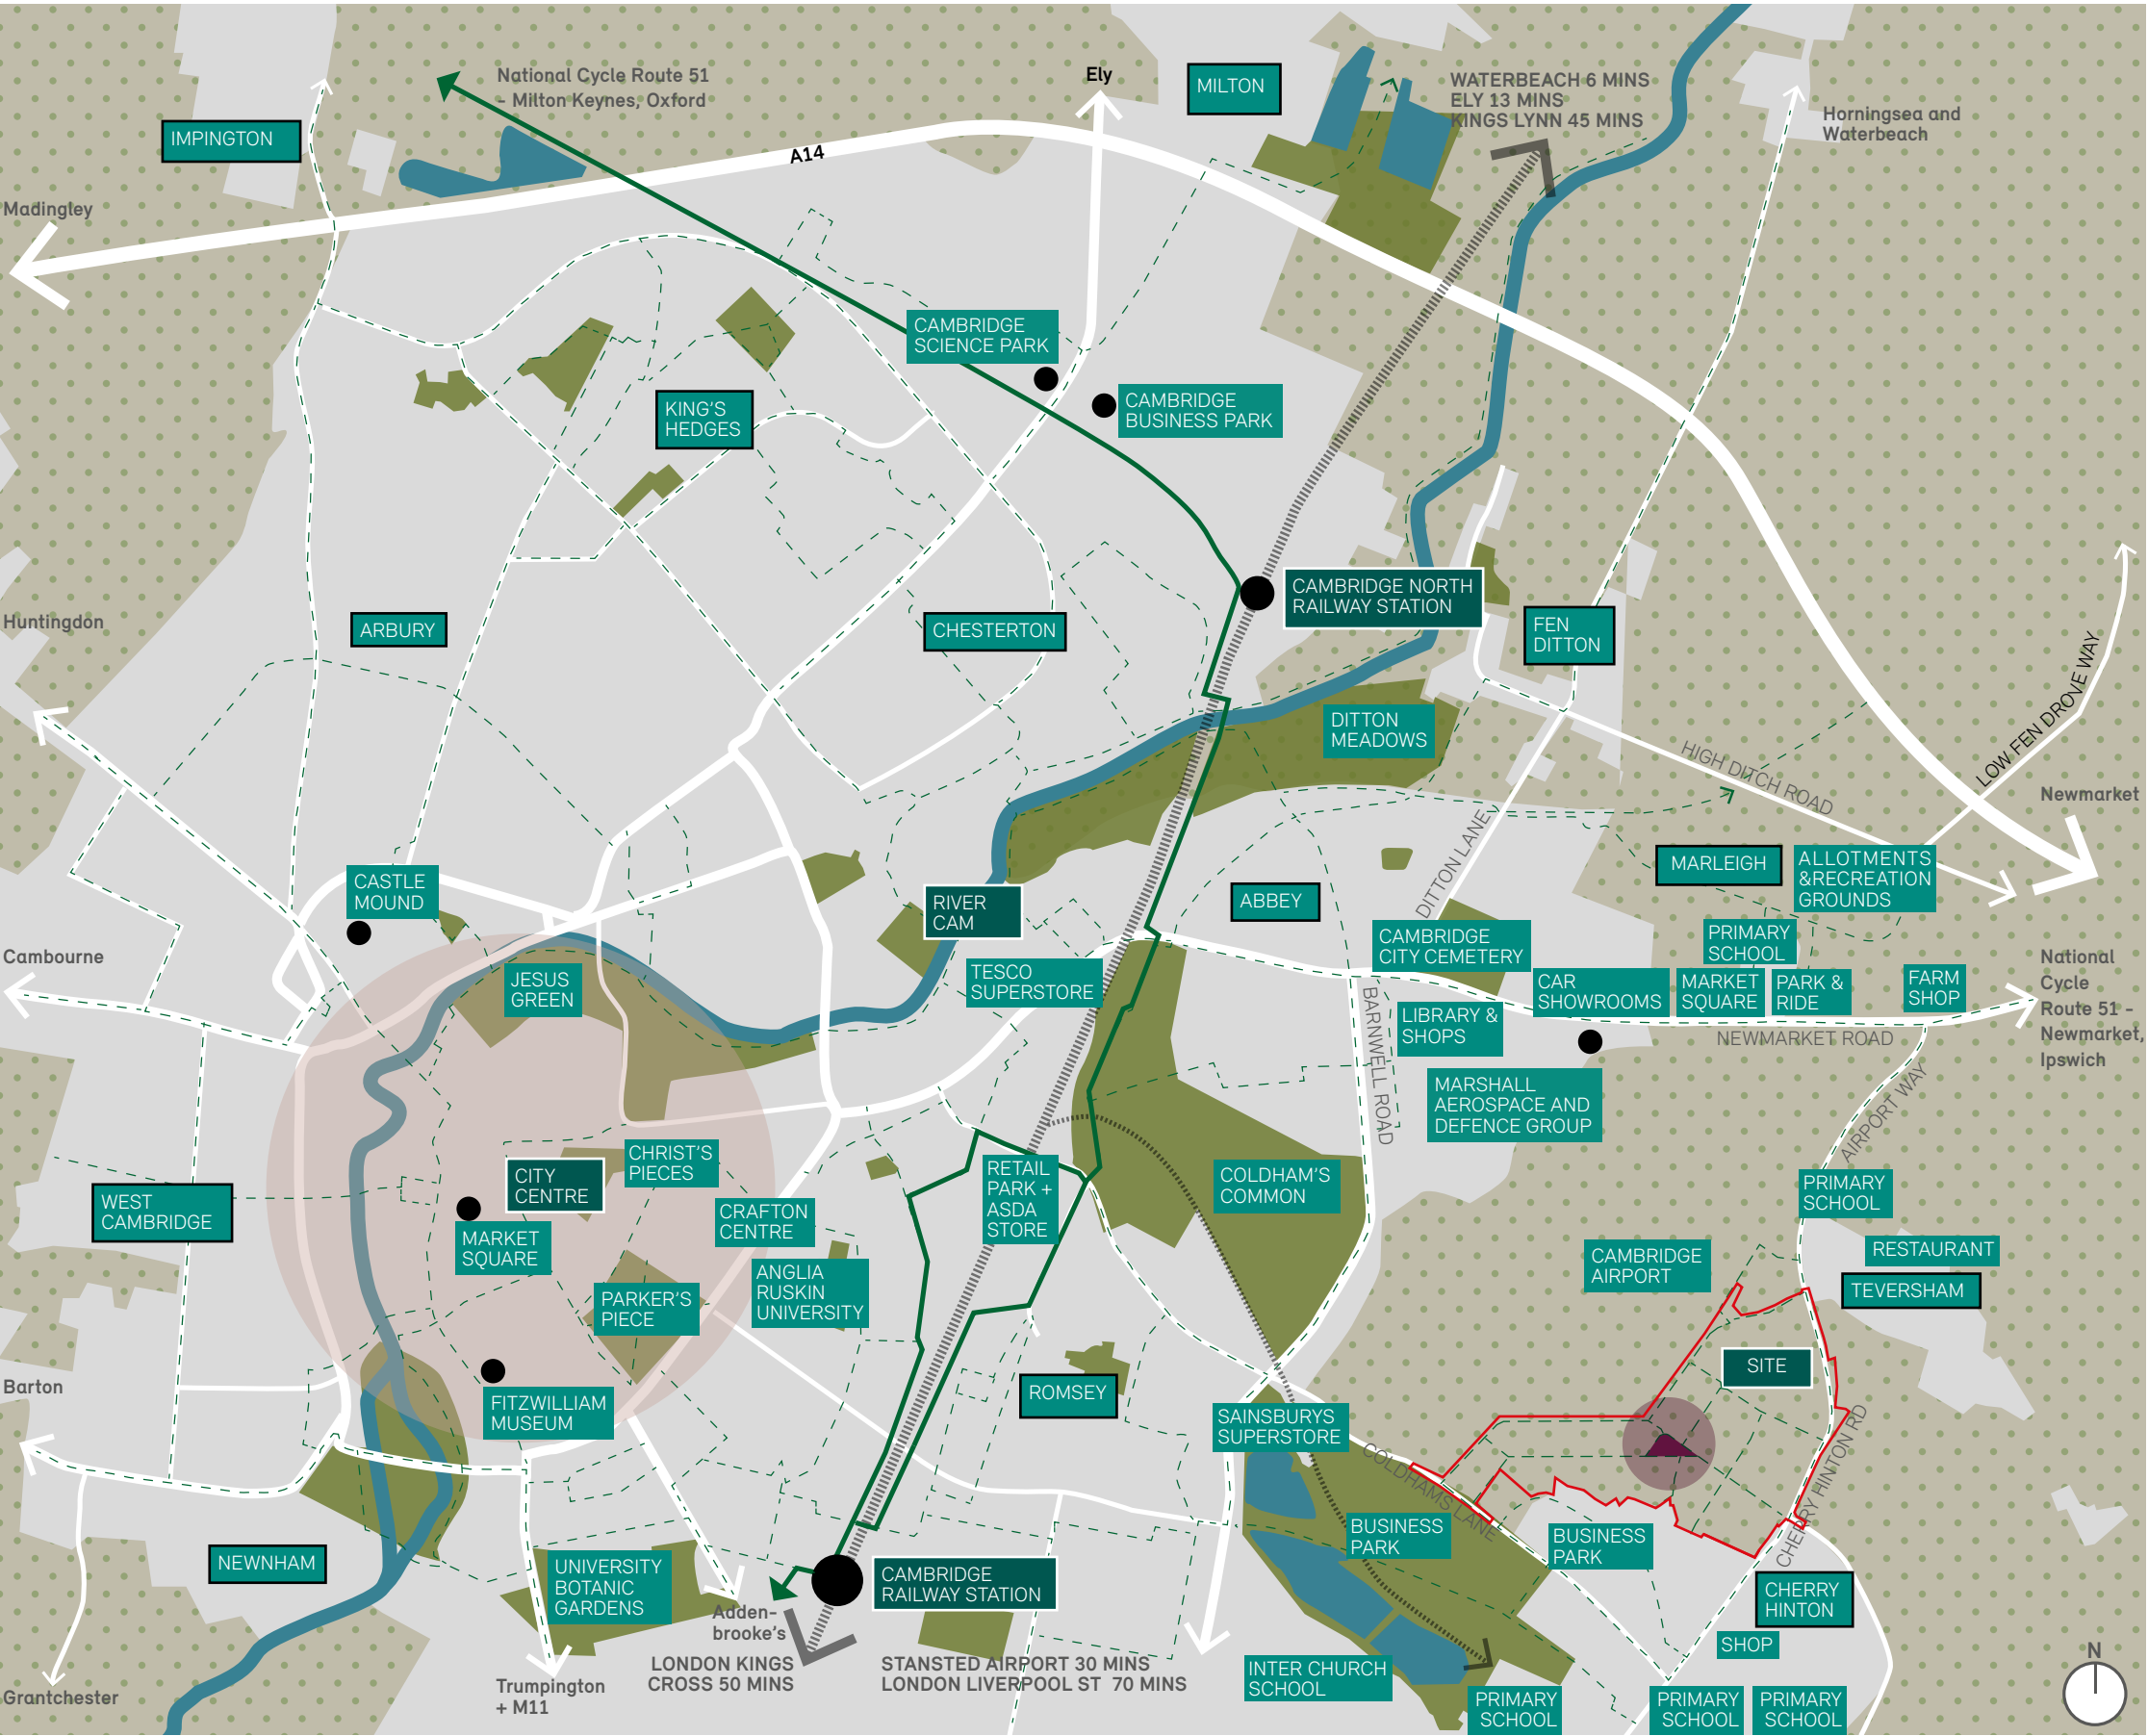 National Cycle Route 51
- Milton Keynes, Oxford
Ely
MILTON
WATERBEACH 6 MINS
ELY 13 MINS
KINGS LYNN 45 MINS
Horningsea and
Waterbeach
IMPINGTON
A14
Madingley
CAMBRIDGE
SCIENCE PARK
CAMBRIDGE
BUSINESS PARK
KING'S
HEDGES
Huntingdon
ARBURY
CHESTERTON
CAMBRIDGE NORTH
RAILWAY STATION
FEN
DITTON
LOW FEN DROVE WAY
DITTON
MEADOWS
HIGH DITCH ROAD
Newmarket
DITTON LANE
MARLEIGH
ALLOTMENTS
&RECREATION
GROUNDS
CASTLE
MOUND
RIVER
CAM
ABBEY
CAMBRIDGE
CITY CEMETERY
PRIMARY
SCHOOL
Cambourne
JESUS
GREEN
TESCO
SUPERSTORE
CAR
SHOWROOMS
MARKET
SQUARE
PARK &
RIDE
FARM
SHOP
National
Cycle
Route 51 -
Newmarket,
Ipswich
LIBRARY &
SHOPS
BARNWELL ROAD
NEWMARKET ROAD
MARSHALL
AEROSPACE AND
DEFENCE GROUP
AIRPORT WAY
CHRIST'S
PIECES
CITY
CENTRE
RETAIL
PARK +
ASDA
STORE
COLDHAM'S
COMMON
PRIMARY
SCHOOL
WEST
CAMBRIDGE
CRAFTON
CENTRE
MARKET
SQUARE
CAMBRIDGE
AIRPORT
RESTAURANT
TEVERSHAM
ANGLIA
RUSKIN
UNIVERSITY
PARKER'S
PIECE
SITE
Barton
FITZWILLIAM
MUSEUM
ROMSEY
SAINSBURYS
SUPERSTORE
COLDHAMS LANE
CHERRY HINTON RD
BUSINESS
PARK
BUSINESS
PARK
NEWNHAM
UNIVERSITY
BOTANIC
GARDENS
CAMBRIDGE
RAILWAY STATION
CHERRY
HINTON
Adden-
brooke's
SHOP
LONDON KINGS
CROSS 50 MINS
STANSTED AIRPORT 30 MINS
LONDON LIVERPOOL ST 70 MINS
INTER CHURCH
SCHOOL
N
Grantchester
Trumpington
+ M11
PRIMARY
SCHOOL
PRIMARY
SCHOOL
PRIMARY
SCHOOL